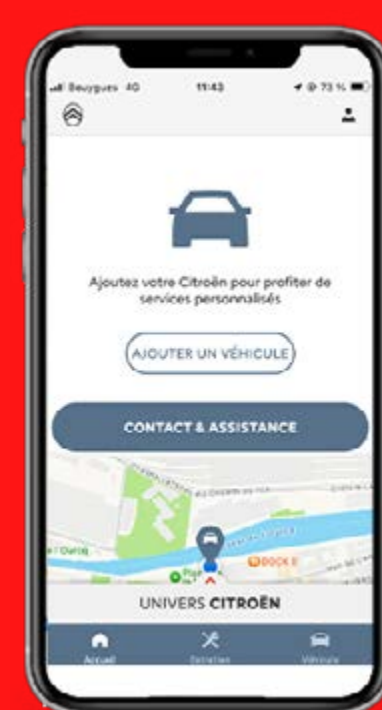 Bouygues 4G 11:43 73 %
Ajoutez votre Citroën pour profiter de
services personnalisés
AJOUTER UN VÉHICULE
CONTACT & ASSISTANCE
DOCK B
UNIVERS CITROËN
Accueil Entretien Véhicule